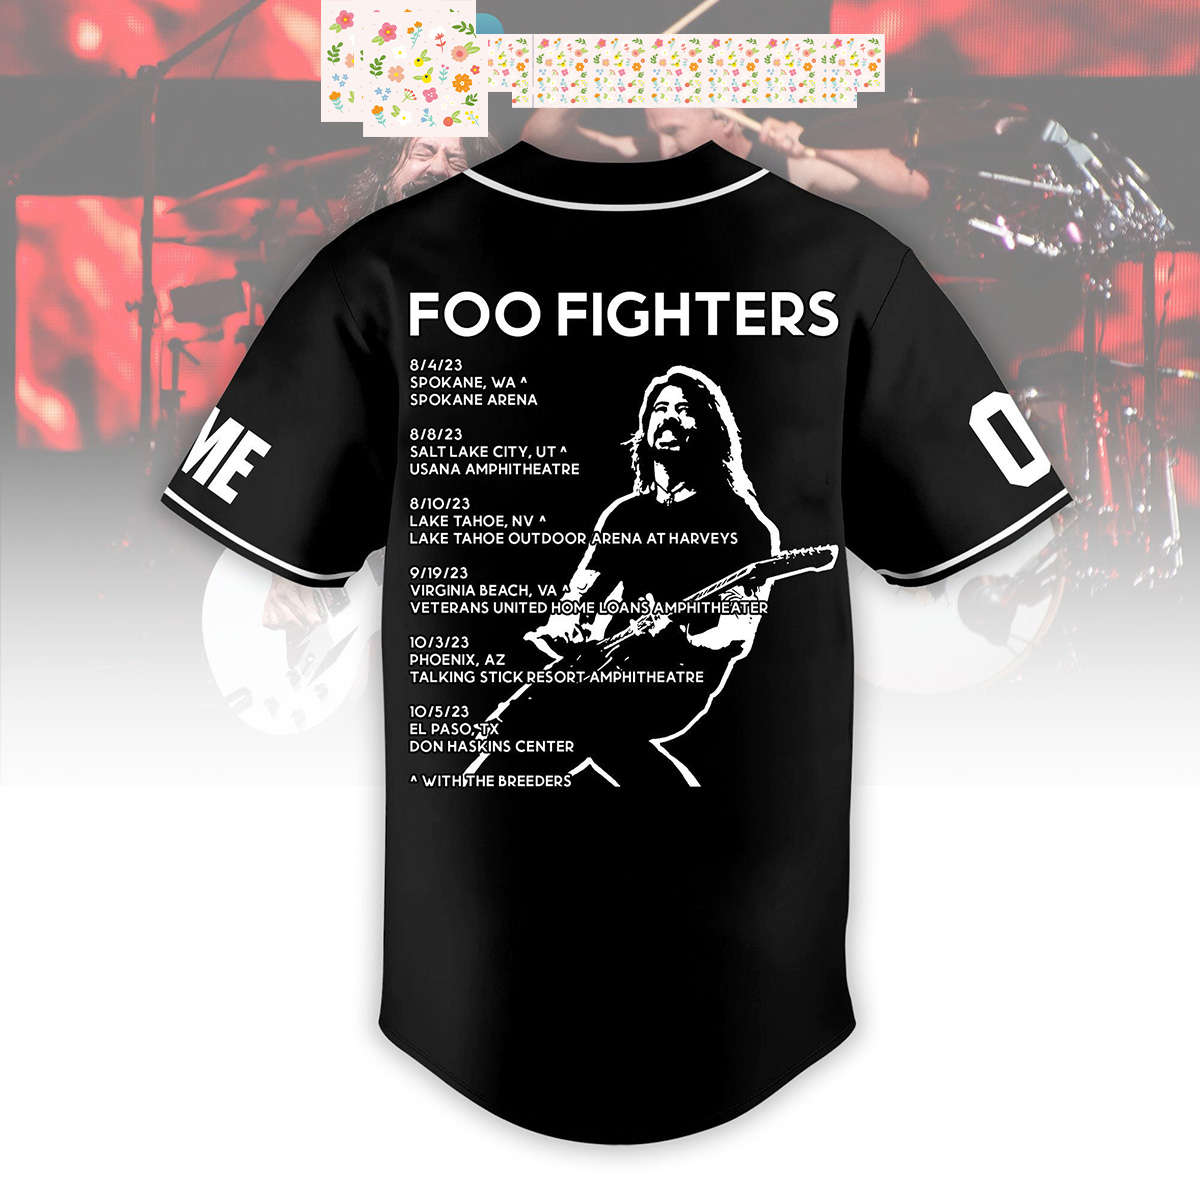 FOO FIGHTERS
8/4/23
SPOKANE, WA ^
SPOKANE ARENA
8/8/23
SALT LAKE CITY, UT ^
USANA AMPHITHEATRE
8/10/23
LAKE TAHOE, NV ^
LAKE TAHOE OUTDOOR ARENA AT HARVEYS
9/19/23
VIRGINIA BEACH, VA ^
VETERANS UNITED HOME LOANS AMPHITHEATER
10/3/23
PHOENIX, AZ
TALKING STICK RESORT AMPHITHEATRE
10/5/23
EL PASO, TX
DON HASKINS CENTER
^ WITH THE BREEDERS
ME
0